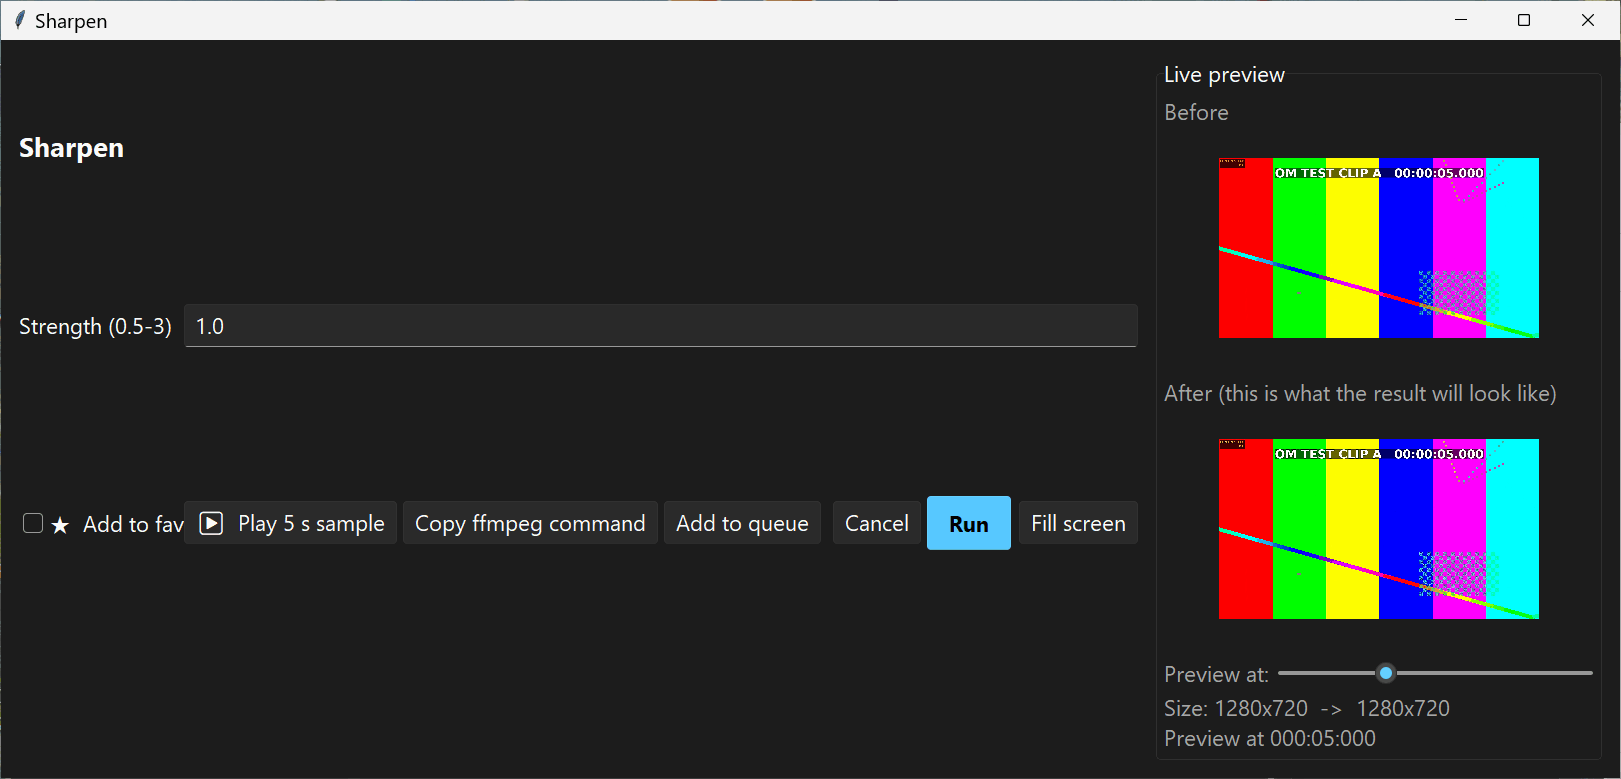 Sharpen
Sharpen
Strength (0.5-3) 1.0
★ Add to fav
Play 5 s sample
Copy ffmpeg command
Add to queue
Cancel
Run
Fill screen
Live preview
Before
OM TEST CLIP A 00:00:05.000
After (this is what the result will look like)
OM TEST CLIP A 00:00:05.000
Preview at:
Size: 1280x720 -> 1280x720
Preview at 000:05:000